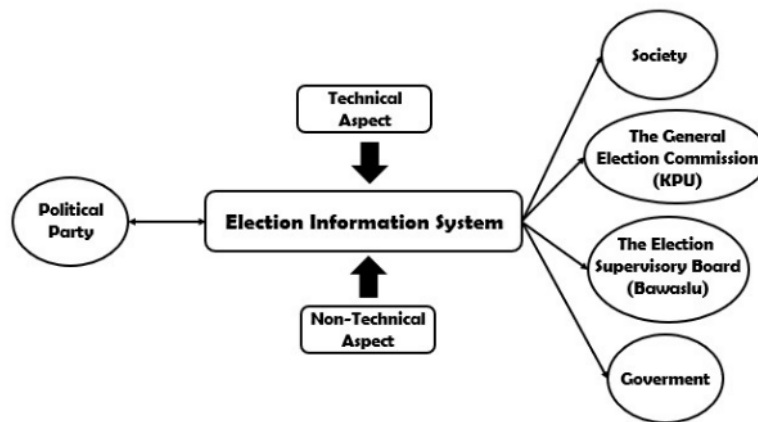 Society
Technical
Aspect
The General
Election Commission
(KPU)
Political
Party
Election Information System
The Election
Supervisory Board
(Bawaslu)
Non-Technical
Aspect
Goverment